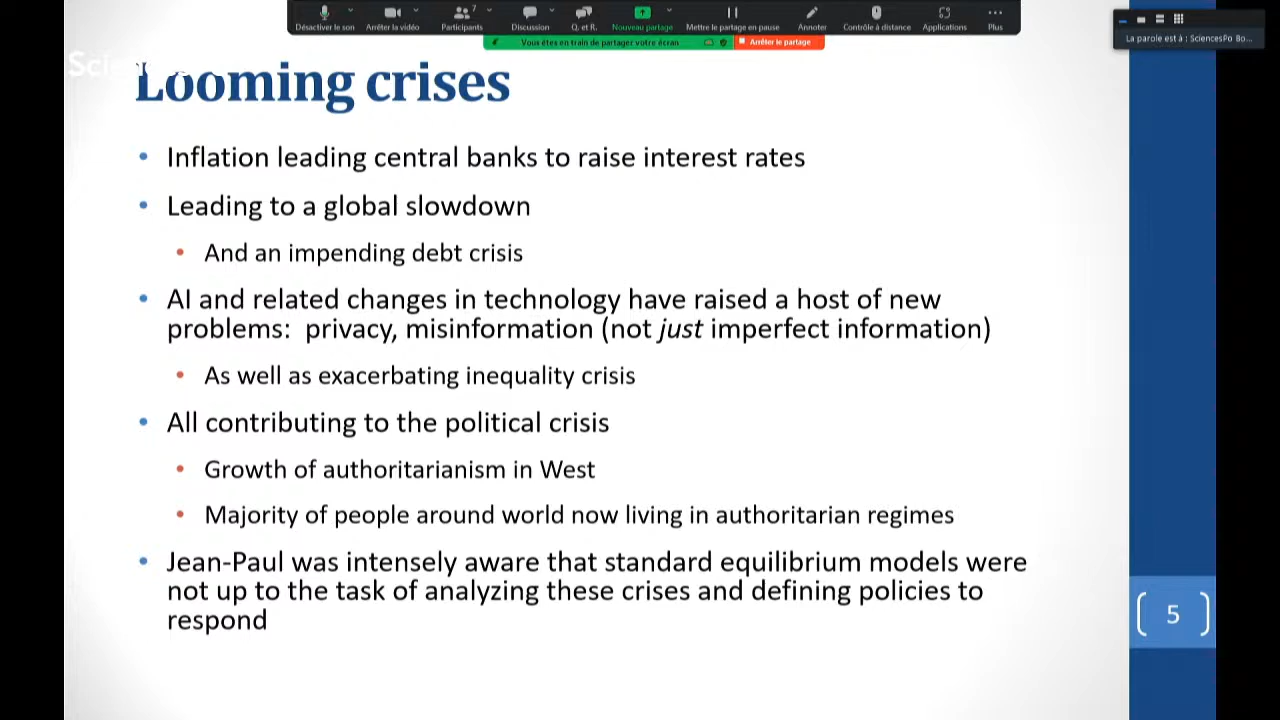 7
Désactiver le son
Arrêter la vidéo
Participants
Discussion
Q. et R.
Nouveau partage
Mettre le partage en pause
Annoter
Contrôle à distance
Applications
Plus
Vous êtes en train de partager votre écran
Arrêter le partage
La parole est à : SciencesPo Bo...
Looming crises
• Inflation leading central banks to raise interest rates
• Leading to a global slowdown
• And an impending debt crisis
• AI and related changes in technology have raised a host of new
problems: privacy, misinformation (not just imperfect information)
• As well as exacerbating inequality crisis
• All contributing to the political crisis
• Growth of authoritarianism in West
• Majority of people around world now living in authoritarian regimes
• Jean-Paul was intensely aware that standard equilibrium models were
not up to the task of analyzing these crises and defining policies to
respond
5